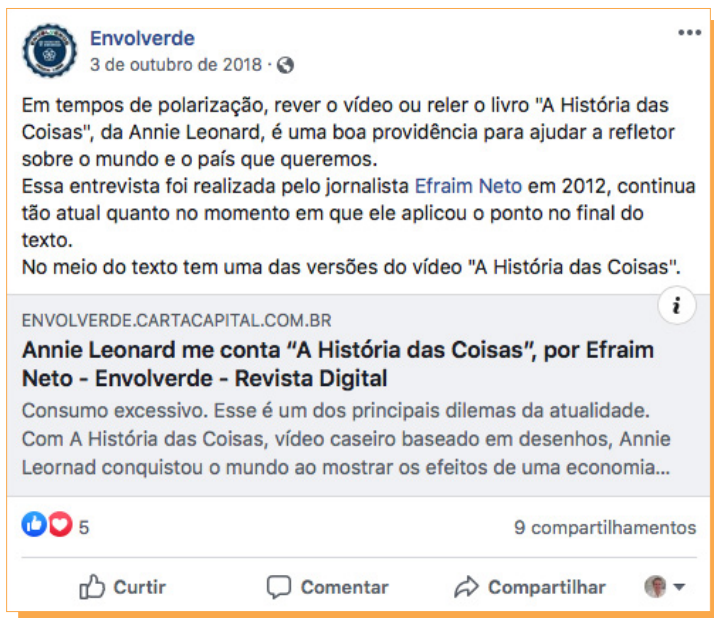 Envolverde
3 de outubro de 2018 ·
Em tempos de polarização, rever o vídeo ou reler o livro "A História das
Coisas", da Annie Leonard, é uma boa providência para ajudar a refletor
sobre o mundo e o país que queremos.
Essa entrevista foi realizada pelo jornalista Efraim Neto em 2012, continua
tão atual quanto no momento em que ele aplicou o ponto no final do
texto.
No meio do texto tem uma das versões do vídeo "A História das Coisas".
i
ENVOLVERDE.CARTACAPITAL.COM.BR
Annie Leonard me conta “A História das Coisas”, por Efraim
Neto - Envolverde - Revista Digital
Consumo excessivo. Esse é um dos principais dilemas da atualidade.
Com A História das Coisas, vídeo caseiro baseado em desenhos, Annie
Leornad conquistou o mundo ao mostrar os efeitos de uma economia...
5
9 compartilhamentos
Curtir
Comentar
Compartilhar